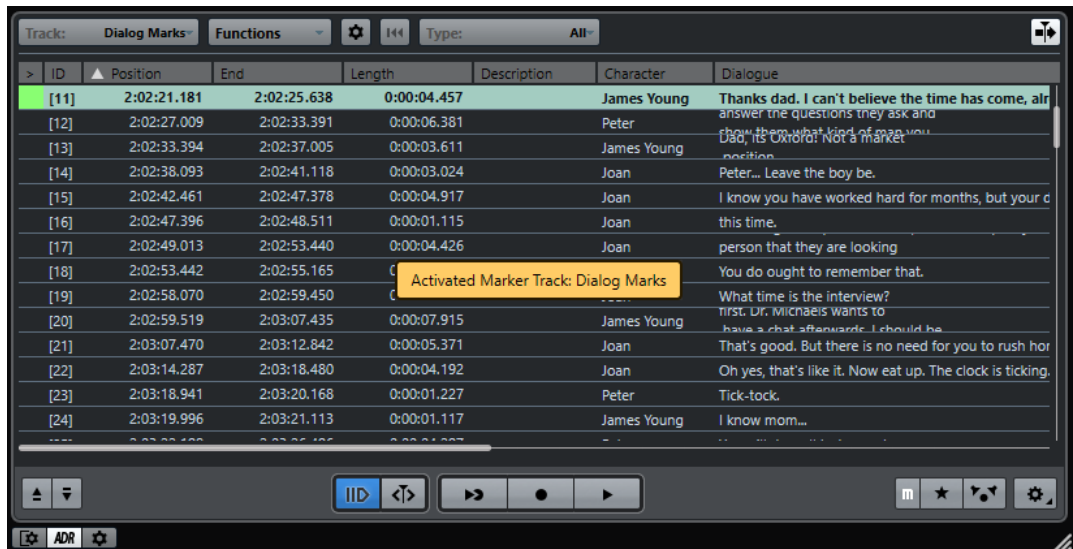 Track: Dialog Marks Functions Type: All
> ID Position End Length Description Character Dialogue
[11] 2:02:21.181 2:02:25.638 0:00:04.457 James Young Thanks dad. I can't believe the time has come, alr
[12] 2:02:27.009 2:02:33.391 0:00:06.381 Peter answer the questions they ask and
show them what kind of man you
[13] 2:02:33.394 2:02:37.005 0:00:03.611 James Young Dad, its Oxford! Not a market
position
[14] 2:02:38.093 2:02:41.118 0:00:03.024 Joan Peter... Leave the boy be.
[15] 2:02:42.461 2:02:47.378 0:00:04.917 Joan I know you have worked hard for months, but your d
[16] 2:02:47.396 2:02:48.511 0:00:01.115 Joan this time.
[17] 2:02:49.013 2:02:53.440 0:00:04.426 Joan person that they are looking
[18] 2:02:53.442 2:02:55.165 You do ought to remember that.
Activated Marker Track: Dialog Marks
[19] 2:02:58.070 2:02:59.450 What time is the interview?
[20] 2:02:59.519 2:03:07.435 0:00:07.915 James Young first. Dr. Michaels wants to
have a chat afterwards. I should be
[21] 2:03:07.470 2:03:12.842 0:00:05.371 Joan That's good. But there is no need for you to rush hor
[22] 2:03:14.287 2:03:18.480 0:00:04.192 Joan Oh yes, that's like it. Now eat up. The clock is ticking.
[23] 2:03:18.941 2:03:20.168 0:00:01.227 Peter Tick-tock.
[24] 2:03:19.996 2:03:21.113 0:00:01.117 James Young I know mom...
m
ADR